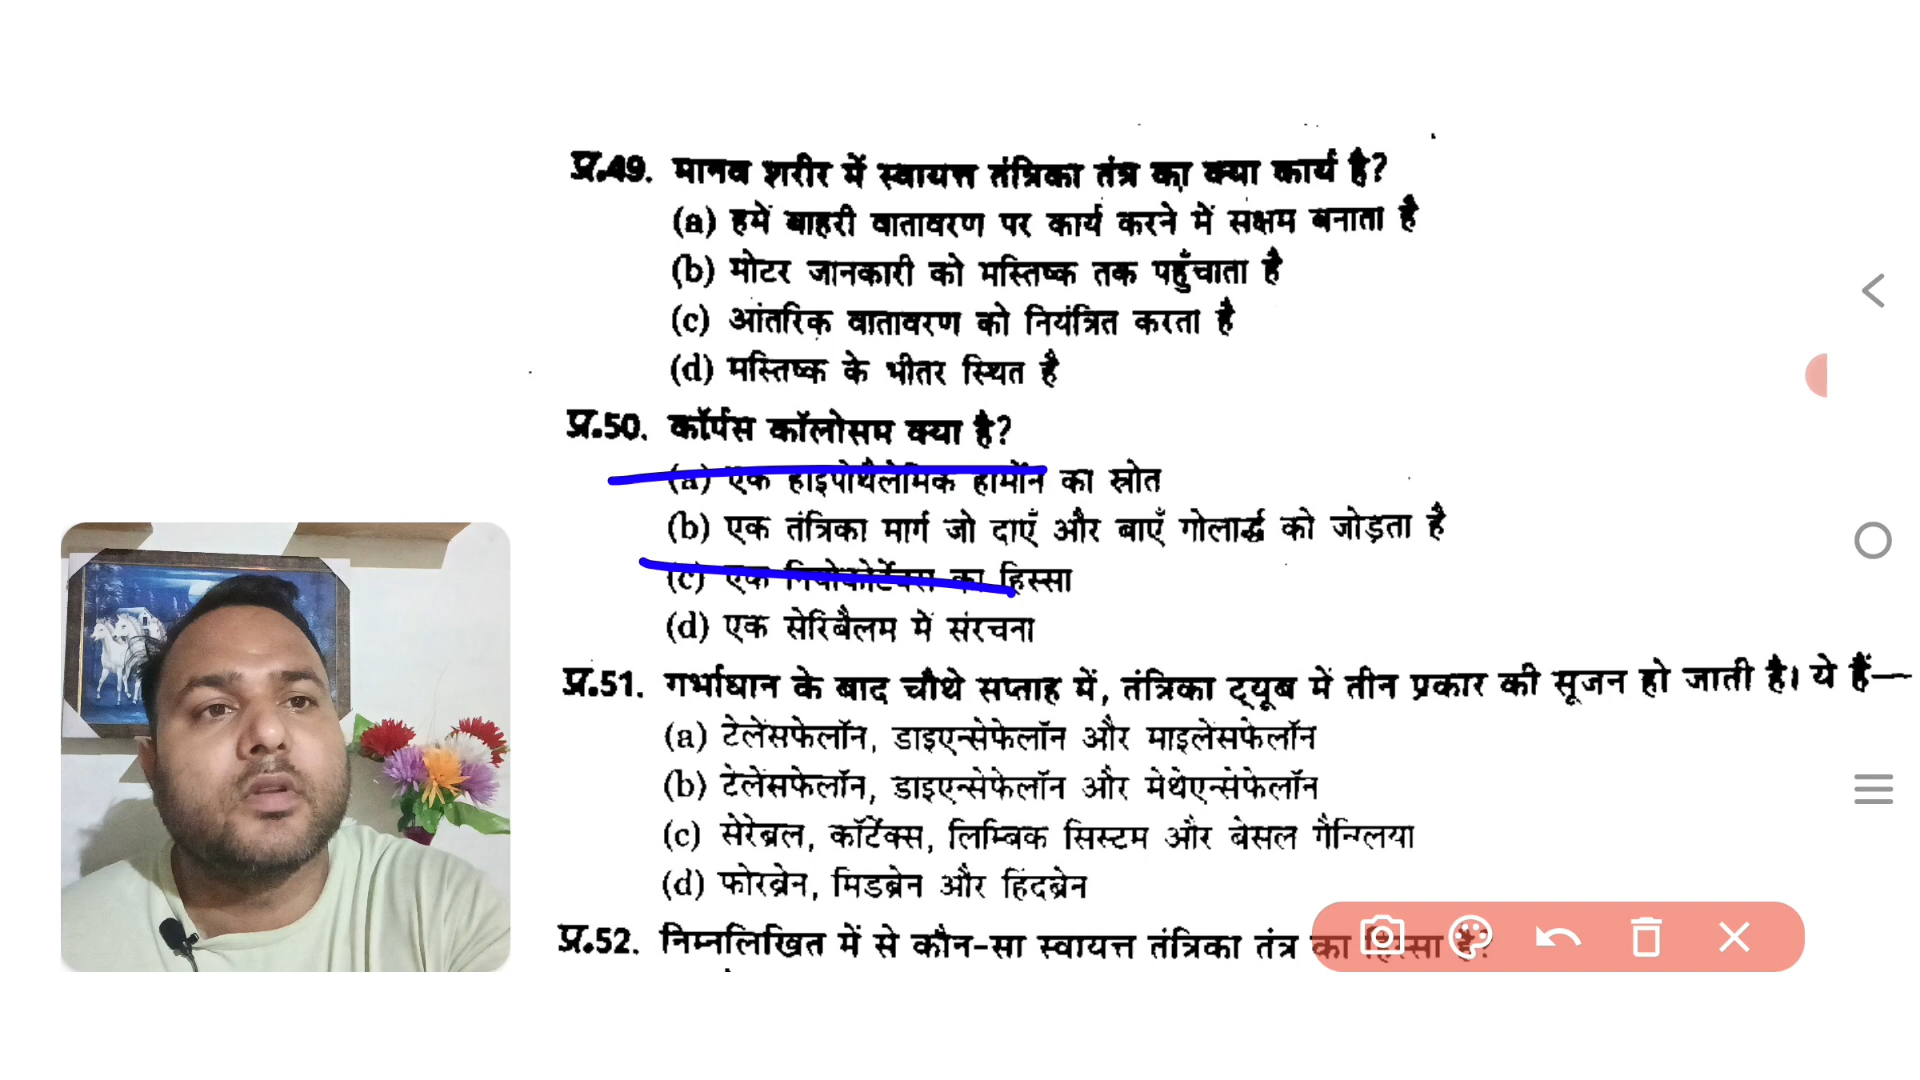 प्र.49. मानव शरीर में स्वायत्त तंत्रिका तंत्र का क्या कार्य है?
(a) हमें बाहरी वातावरण पर कार्य करने में सक्षम बनाता है
(b) मोटर जानकारी को मस्तिष्क तक पहुँचाता है
(c) आंतरिक वातावरण को नियंत्रित करता है
(d) मस्तिष्क के भीतर स्थित है
प्र.50. कॉर्पस कॉलोसम क्या है?
(a) एक हाइपोथैलेमिक हार्मोन का स्रोत
(b) एक तंत्रिका मार्ग जो दाएँ और बाएँ गोलार्द्ध को जोड़ता है
(c) एक नियोकोर्टेक्स का हिस्सा
(d) एक सेरिबैलम में संरचना
प्र.51. गर्भाधान के बाद चौथे सप्ताह में, तंत्रिका ट्यूब में तीन प्रकार की सूजन हो जाती है। ये हैं—
(a) टेलेंसफेलॉन, डाइएन्सेफेलॉन और माइलेसफेलॉन
(b) टेलेंसफेलॉन, डाइएन्सेफेलॉन और मेथेएन्सेफेलॉन
(c) सेरेब्रल, कॉर्टेक्स, लिम्बिक सिस्टम और बेसल गैन्ग्लिया
(d) फोरब्रेन, मिडब्रेन और हिंदब्रेन
प्र.52. निम्नलिखित में से कौन-सा स्वायत्त तंत्रिका तंत्र का हिस्सा है?